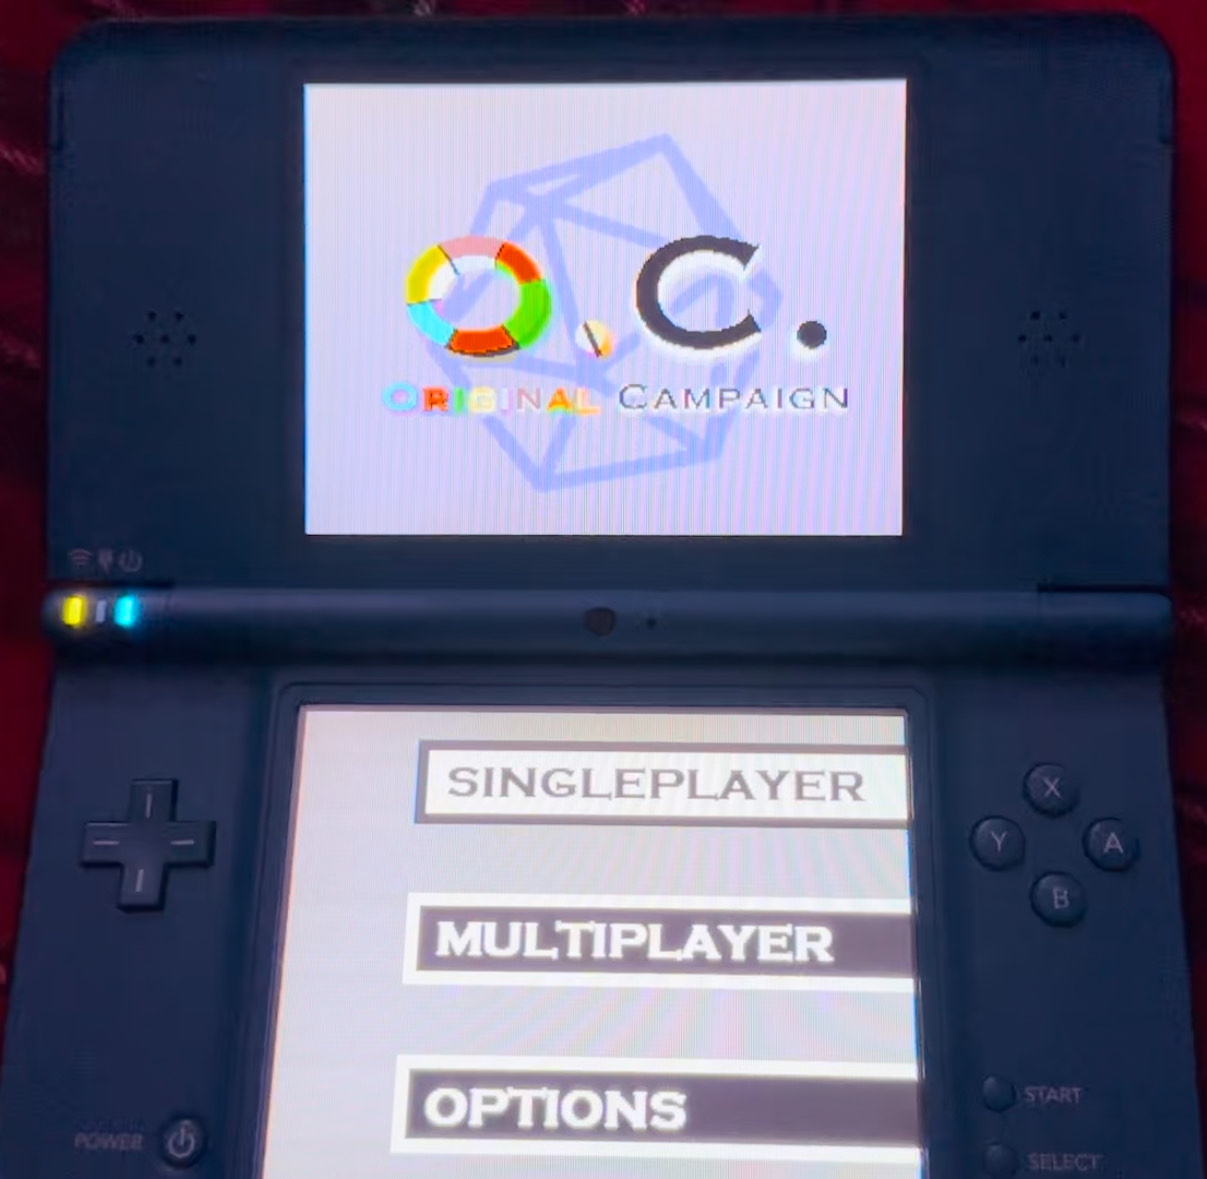 O.C.
ORIGINAL CAMPAIGN
SINGLEPLAYER
MULTIPLAYER
OPTIONS
X
Y
A
B
START
SELECT
POWER